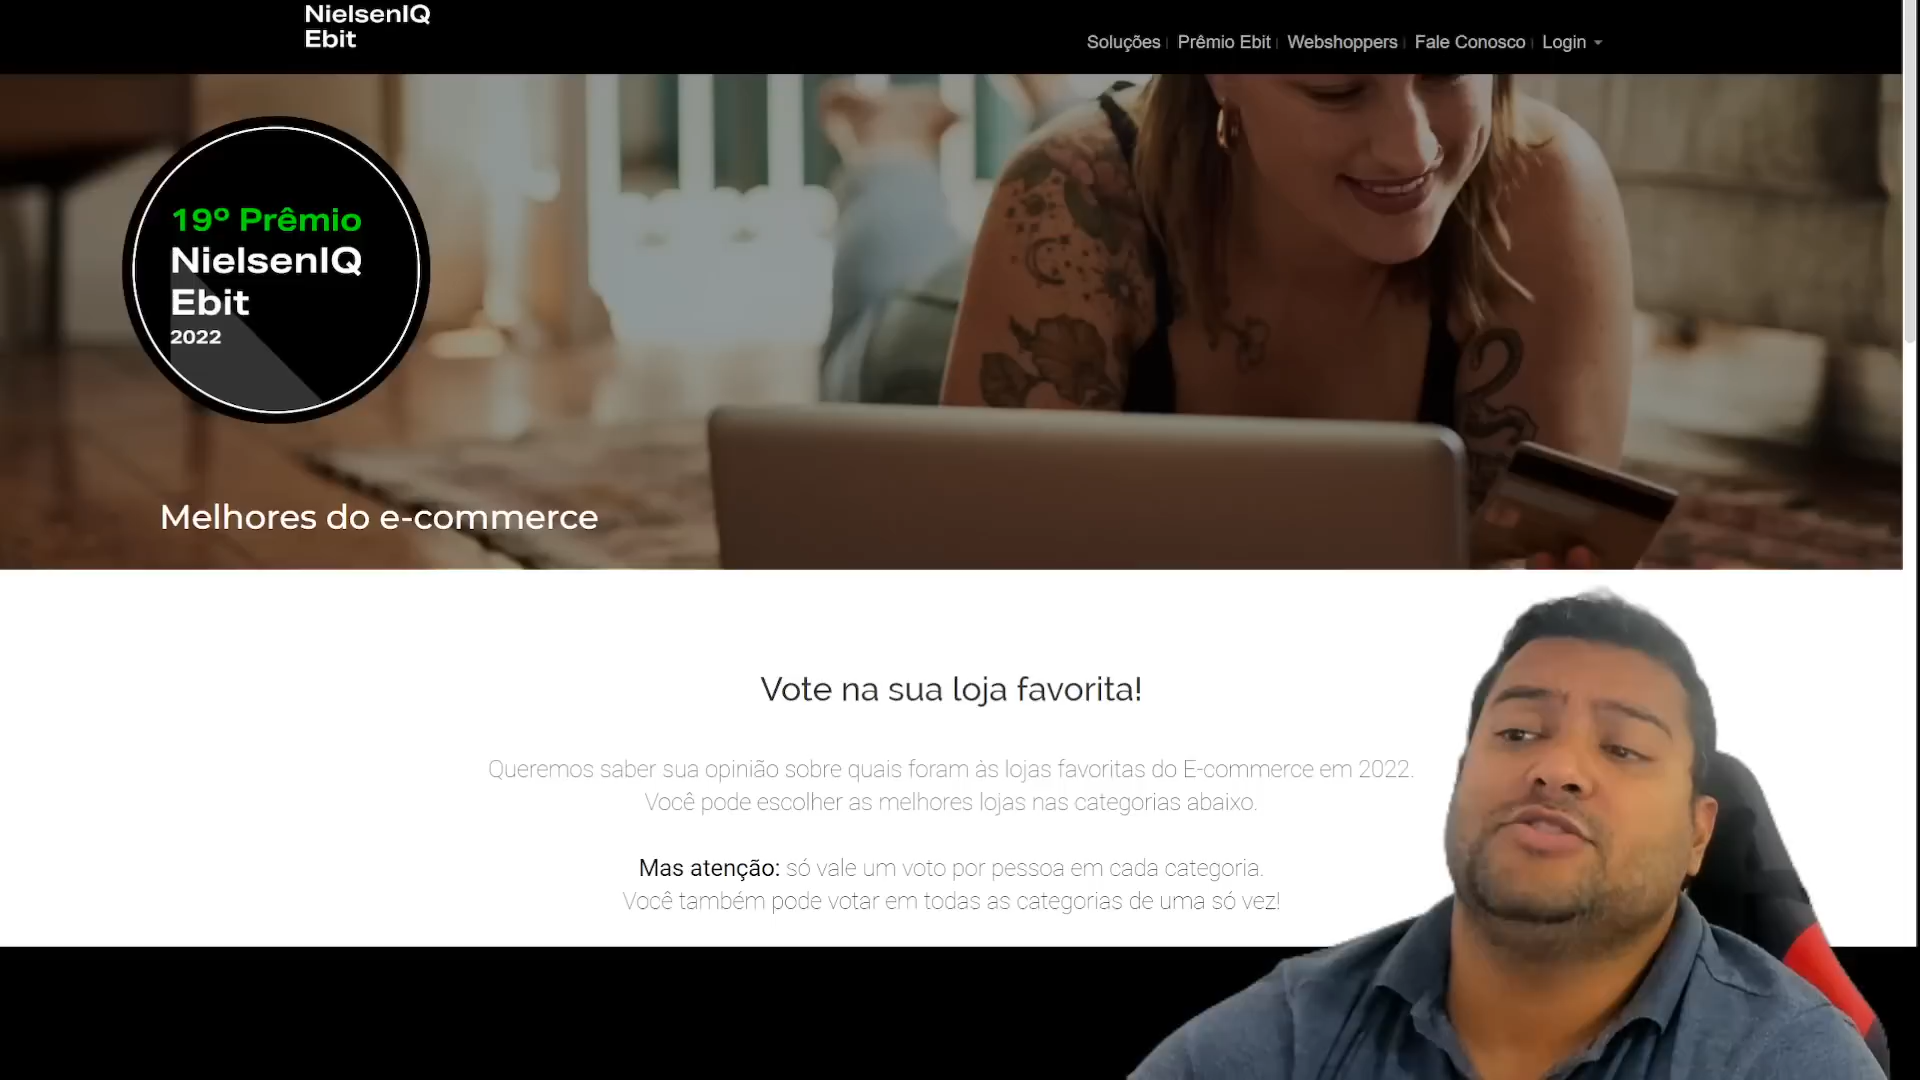 NielsenIQ
Ebit
Soluções
Prêmio Ebit
Webshoppers
Fale Conosco
Login
19º Prêmio
NielsenIQ
Ebit
2022
Melhores do e-commerce
Vote na sua loja favorita!
Queremos saber sua opinião sobre quais foram às lojas favoritas do E-commerce em 2022.
Você pode escolher as melhores lojas nas categorias abaixo.
Mas atenção: só vale um voto por pessoa em cada categoria.
Você também pode votar em todas as categorias de uma só vez!